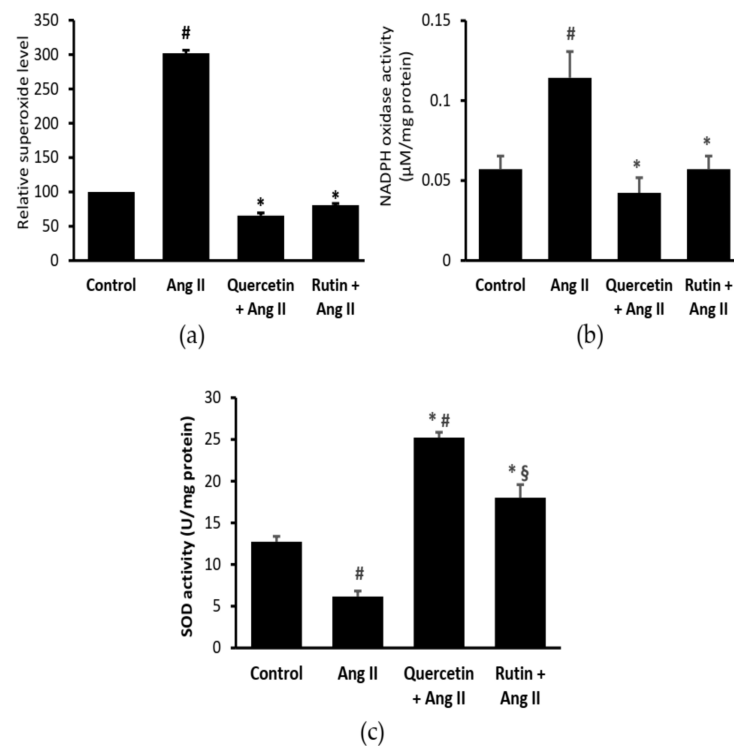 Relative superoxide level
350
300
250
200
150
100
50
0
#
*
*
Control
Ang II
Quercetin
+ Ang II
Rutin +
Ang II
(a)
NADPH oxidase activity
(µM/mg protein)
0.15
0.1
0.05
0
#
*
*
Control
Ang II
Quercetin
+ Ang II
Rutin +
Ang II
(b)
SOD activity (U/mg protein)
30
25
20
15
10
5
0
#
* #
* §
Control
Ang II
Quercetin
+ Ang II
Rutin +
Ang II
(c)